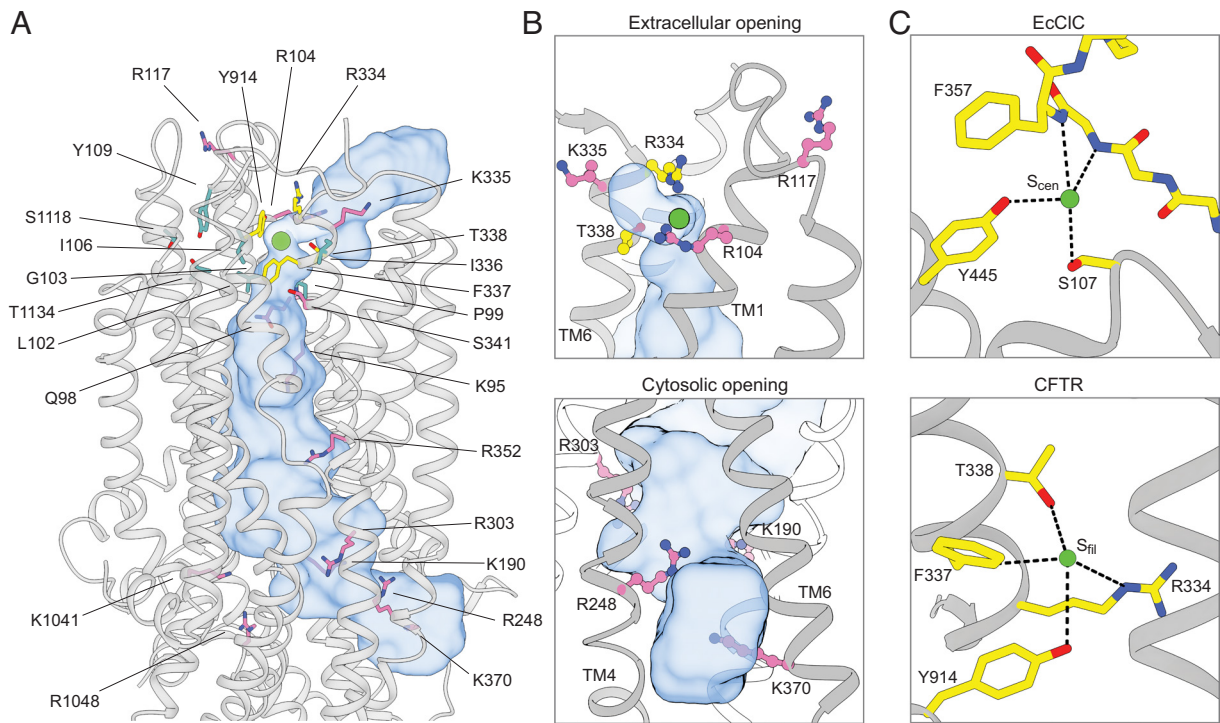 A
R117
Y914
R104
R334
Y109
S1118
I106
G103
T1134
L102
Q98
K335
T338
I336
F337
P99
S341
K95
R352
R303
K190
R248
K370
K1041
R1048
B
Extracellular opening
K335
R334
R117
T338
R104
TM1
TM6
Cytosolic opening
R303
K190
R248
TM6
TM4
K370
C
EcClC
F357
Scen
Y445
S107
CFTR
T338
Sfil
F337
R334
Y914